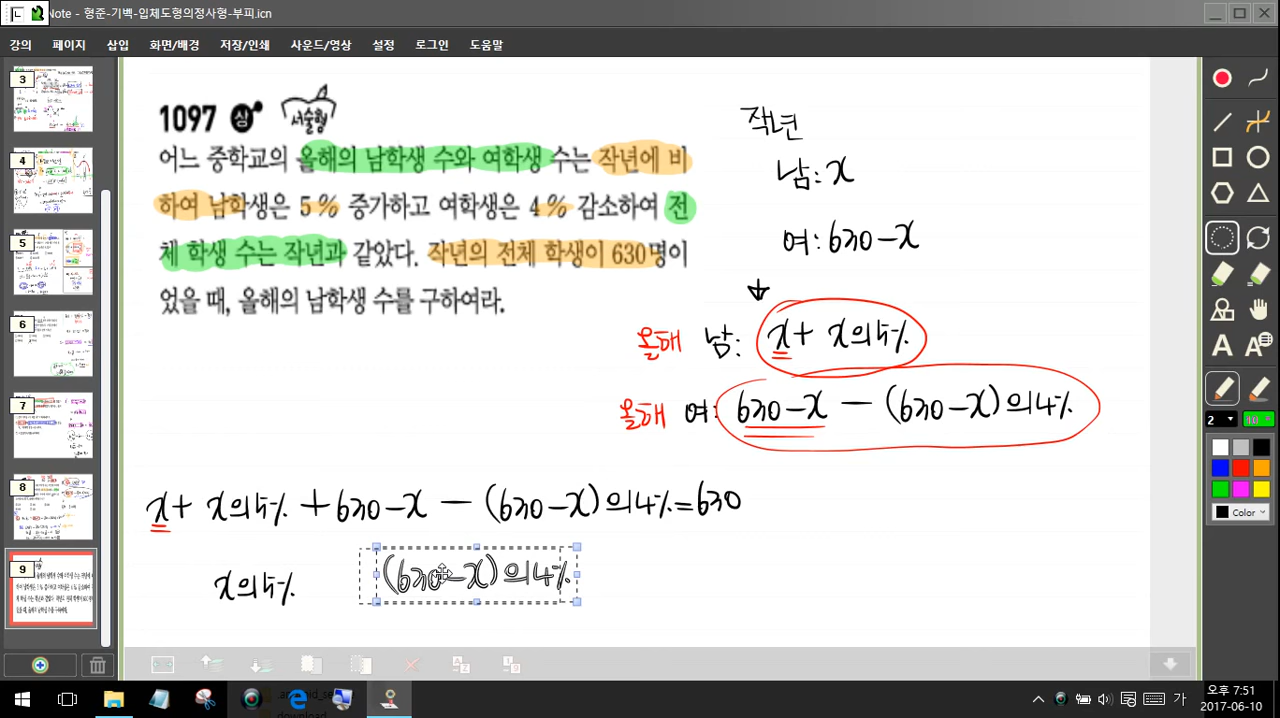 Note - 형준-기백-입체도형의정사형-부피.icn
강의 페이지 삽입 화면/배경 저장/인쇄 사운드/영상 설정 로그인 도움말
3
4
5
6
7
8
9
1097 상 서술형
어느 중학교의 올해의 남학생 수와 여학생 수는 작년에 비
하여 남학생은 5% 증가하고 여학생은 4% 감소하여 전
체 학생 수는 작년과 같았다. 작년의 전체 학생이 630명이
었을 때, 올해의 남학생 수를 구하여라.
작년
남: x
여: 630-x
↓
올해 남: x+ x의5%
올해 여: 630-x - (630-x)의4%
x+ x의5% +630-x - (630-x)의4%=630
x의5% (630-x)의4%
2 10
Color
가 오후 7:51
2017-06-10